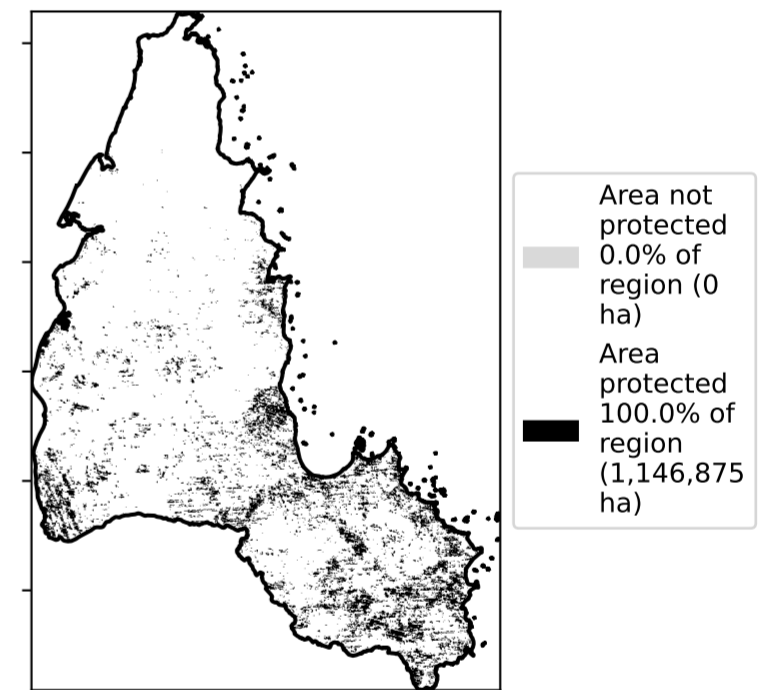 Area not
protected
0.0% of
region (0
ha)
Area
protected
100.0% of
region
(1,146,875
ha)